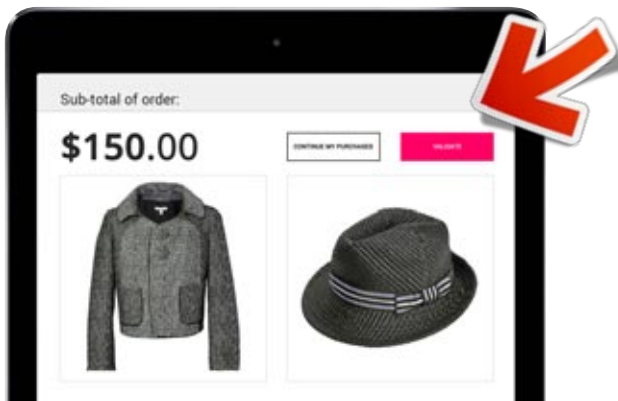 Sub-total of order:
$150.00
CONTINUE MY PURCHASES
VALIDATE